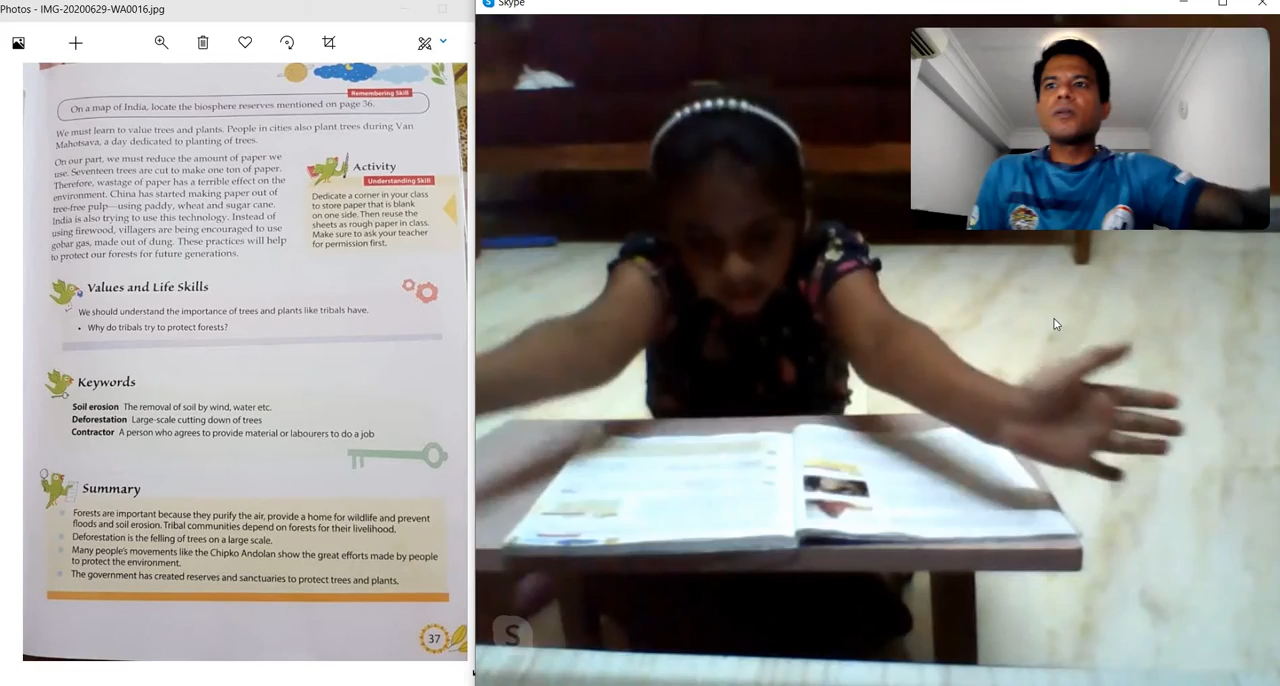 Photos - IMG-20200629-WA0016.jpg
Skype
Remembering Skill
On a map of India, locate the biosphere reserves mentioned on page 36.
We must learn to value trees and plants. People in cities also plant trees during Van
Mahotsava, a day dedicated to planting of trees.
On our part, we must reduce the amount of paper we
use. Seventeen trees are cut to make one ton of paper.
Therefore, wastage of paper has a terrible effect on the
environment. China has started making paper out of
tree-free pulp—using paddy, wheat and sugar cane.
India is also trying to use this technology. Instead of
using firewood, villagers are being encouraged to use
gobar gas, made out of dung. These practices will help
to protect our forests for future generations.
Activity
Understanding Skill
Dedicate a corner in your class
to store paper that is blank
on one side. Then reuse the
sheets as rough paper in class.
Make sure to ask your teacher
for permission first.
Values and Life Skills
We should understand the importance of trees and plants like tribals have.
• Why do tribals try to protect forests?
Keywords
Soil erosion The removal of soil by wind, water etc.
Deforestation Large-scale cutting down of trees
Contractor A person who agrees to provide material or labourers to do a job
Summary
Forests are important because they purify the air, provide a home for wildlife and prevent
floods and soil erosion. Tribal communities depend on forests for their livelihood.
Deforestation is the felling of trees on a large scale.
Many people's movements like the Chipko Andolan show the great efforts made by people
to protect the environment.
The government has created reserves and sanctuaries to protect trees and plants.
37